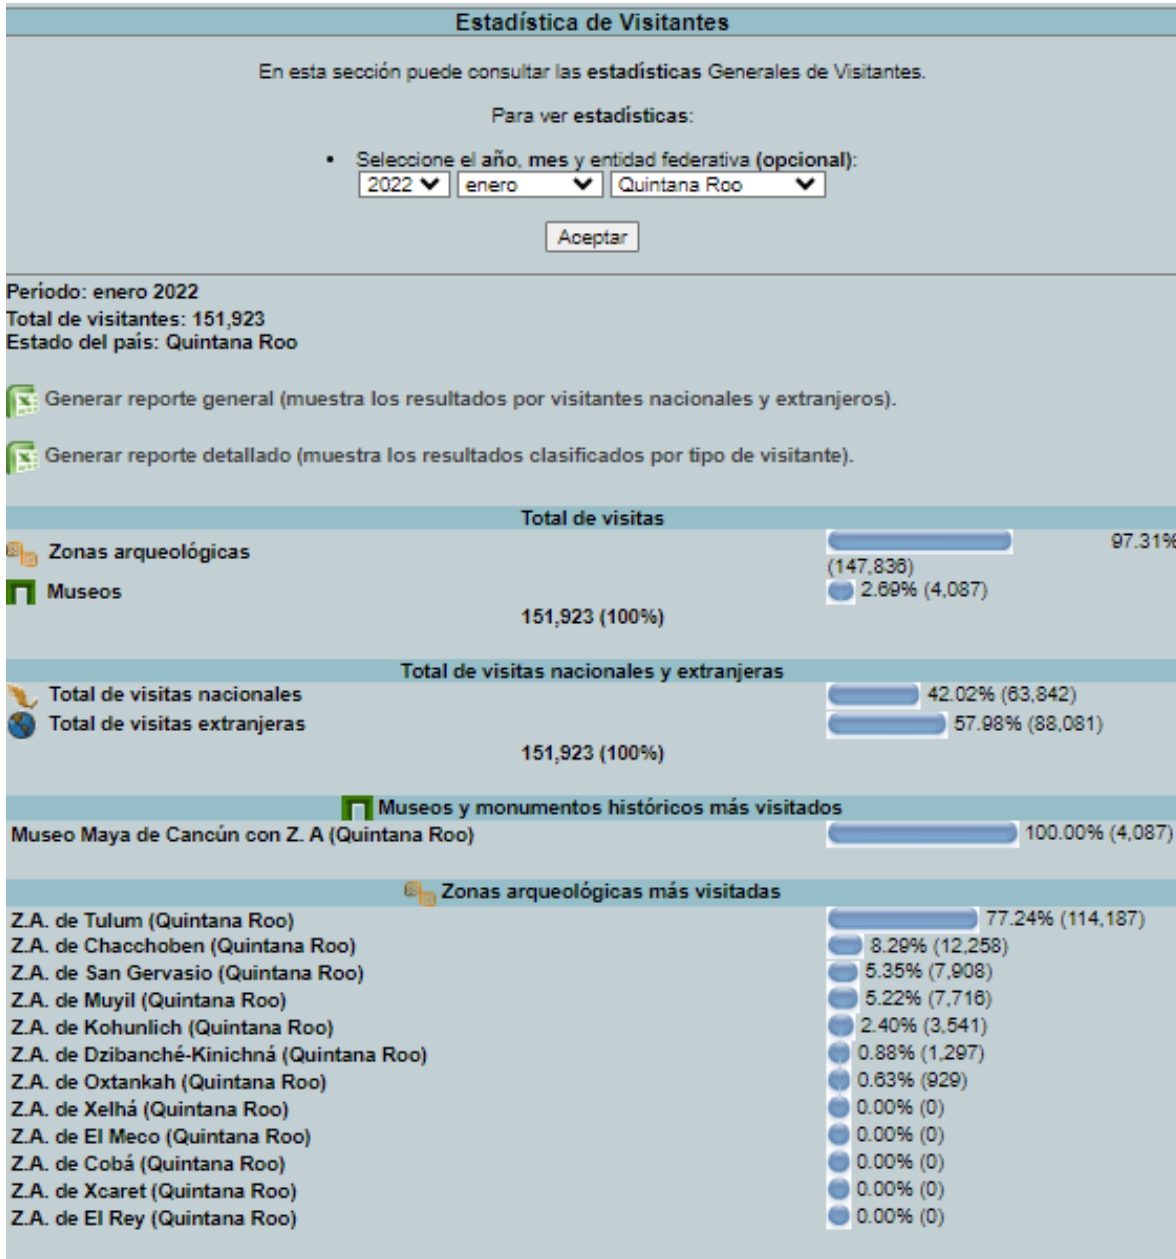 Estadística de Visitantes
En esta sección puede consultar las estadísticas Generales de Visitantes.
Para ver estadísticas:
• Seleccione el año, mes y entidad federativa (opcional):
2022 enero Quintana Roo
Aceptar
Periodo: enero 2022
Total de visitantes: 151,923
Estado del país: Quintana Roo
Generar reporte general (muestra los resultados por visitantes nacionales y extranjeros).
Generar reporte detallado (muestra los resultados clasificados por tipo de visitante).
Total de visitas
Zonas arqueológicas 97.31%
(147,836)
Museos 2.69% (4,087)
151,923 (100%)
Total de visitas nacionales y extranjeras
Total de visitas nacionales 42.02% (63,842)
Total de visitas extranjeras 57.98% (88,081)
151,923 (100%)
Museos y monumentos históricos más visitados
Museo Maya de Cancún con Z. A (Quintana Roo) 100.00% (4,087)
Zonas arqueológicas más visitadas
Z.A. de Tulum (Quintana Roo) 77.24% (114,187)
Z.A. de Chacchoben (Quintana Roo) 8.29% (12,258)
Z.A. de San Gervasio (Quintana Roo) 5.35% (7,908)
Z.A. de Muyil (Quintana Roo) 5.22% (7,716)
Z.A. de Kohunlich (Quintana Roo) 2.40% (3,541)
Z.A. de Dzibanché-Kinichná (Quintana Roo) 0.88% (1,297)
Z.A. de Oxtankah (Quintana Roo) 0.63% (929)
Z.A. de Xelhá (Quintana Roo) 0.00% (0)
Z.A. de El Meco (Quintana Roo) 0.00% (0)
Z.A. de Cobá (Quintana Roo) 0.00% (0)
Z.A. de Xcaret (Quintana Roo) 0.00% (0)
Z.A. de El Rey (Quintana Roo) 0.00% (0)